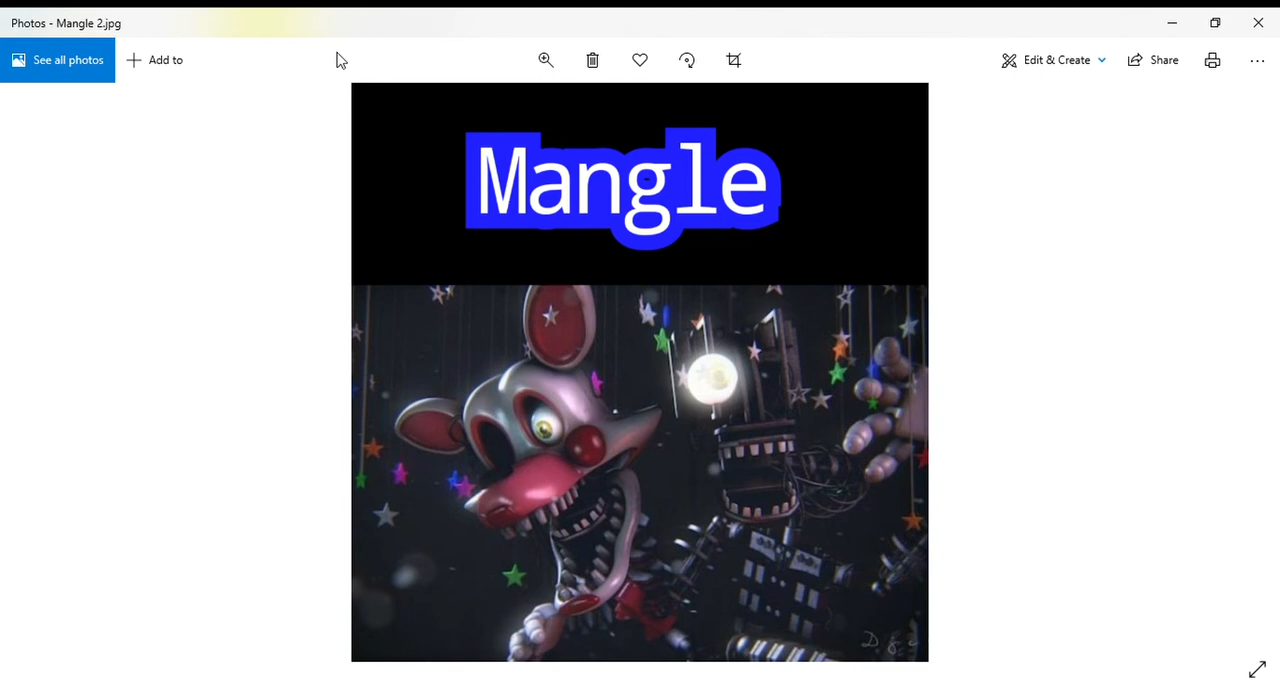 Photos - Mangle 2.jpg
See all photos
Add to
Edit & Create
Share
Mangle